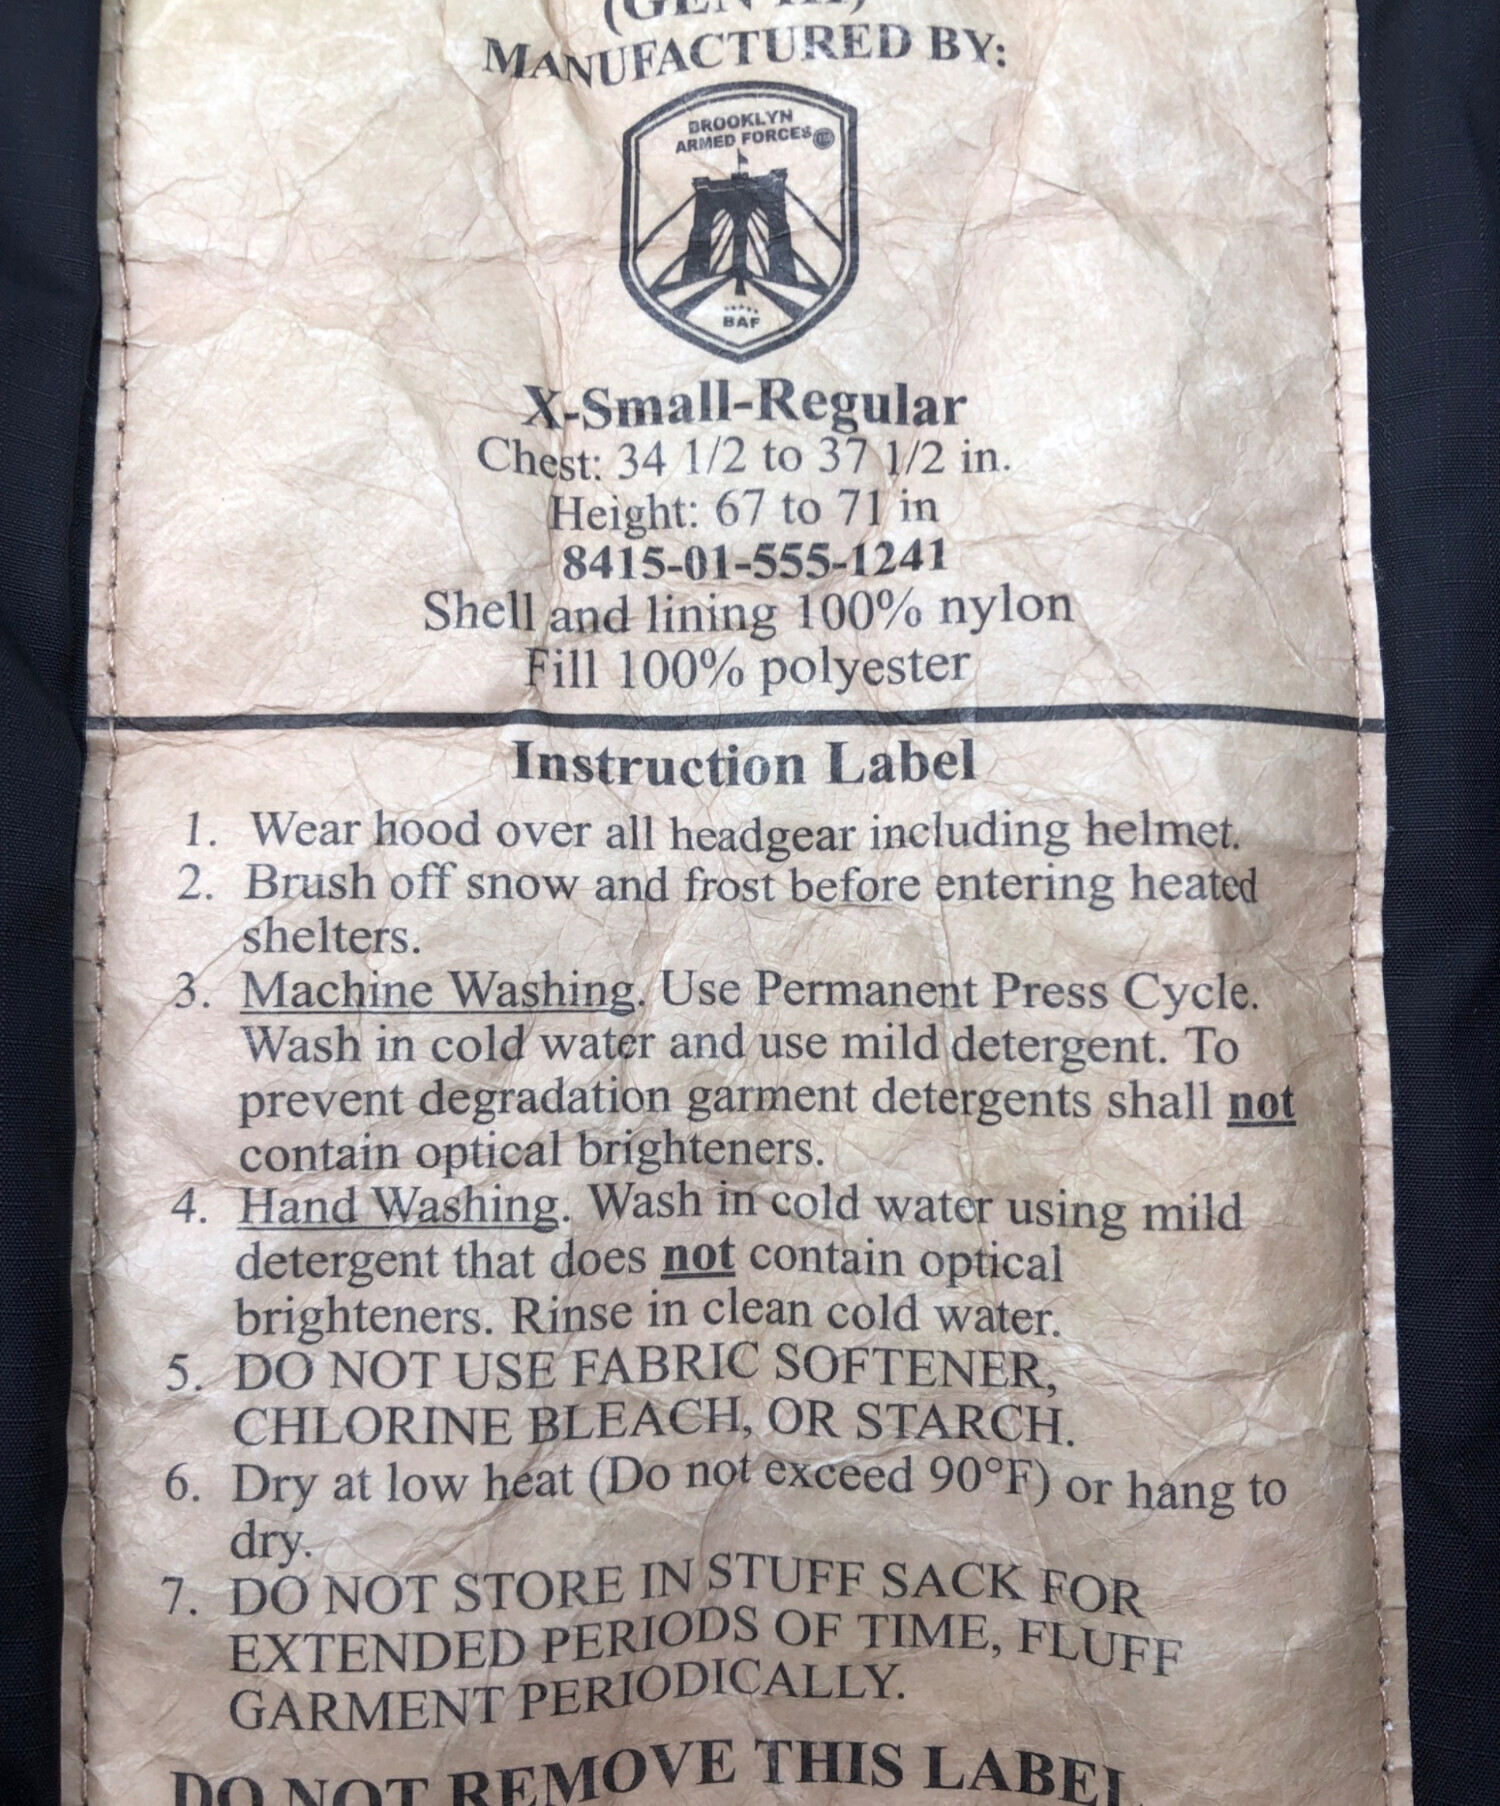 (GEN III)
MANUFACTURED BY:
BROOKLYN
ARMED FORCES
BAF
X-Small-Regular
Chest: 34 1/2 to 37 1/2 in.
Height: 67 to 71 in
8415-01-555-1241
Shell and lining 100% nylon
Fill 100% polyester
Instruction Label
1. Wear hood over all headgear including helmet.
2. Brush off snow and frost before entering heated
shelters.
3. Machine Washing. Use Permanent Press Cycle.
Wash in cold water and use mild detergent. To
prevent degradation garment detergents shall not
contain optical brighteners.
4. Hand Washing. Wash in cold water using mild
detergent that does not contain optical
brighteners. Rinse in clean cold water.
5. DO NOT USE FABRIC SOFTENER,
CHLORINE BLEACH, OR STARCH.
6. Dry at low heat (Do not exceed 90°F) or hang to
dry.
7. DO NOT STORE IN STUFF SACK FOR
EXTENDED PERIODS OF TIME, FLUFF
GARMENT PERIODICALLY.
DO NOT REMOVE THIS LABEL